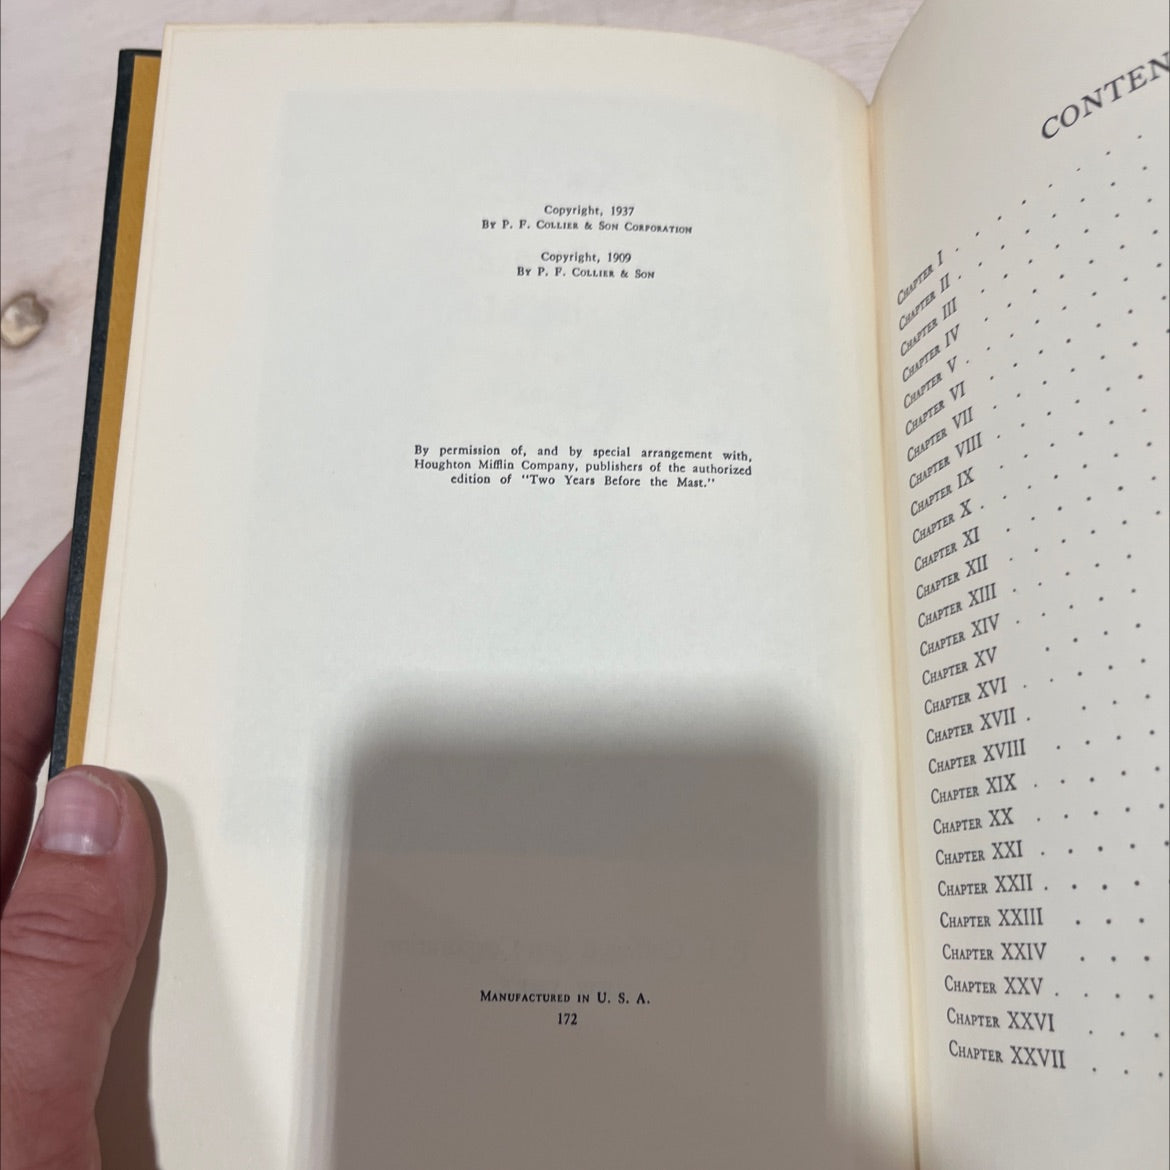 Copyright, 1937
By P. F. Collier & Son Corporation
Copyright, 1909
By P. F. Collier & Son
By permission of, and by special arrangement with,
Houghton Mifflin Company, publishers of the authorized
edition of "Two Years Before the Mast."
Manufactured in U. S. A.
172
CONTEN
Chapter I
Chapter II
Chapter III
Chapter IV
Chapter V
Chapter VI
Chapter VII
Chapter VIII
Chapter IX
Chapter X
Chapter XI
Chapter XII
Chapter XIII
Chapter XIV
Chapter XV
Chapter XVI
Chapter XVII
Chapter XVIII
Chapter XIX
Chapter XX
Chapter XXI
Chapter XXII
Chapter XXIII
Chapter XXIV
Chapter XXV
Chapter XXVI
Chapter XXVII